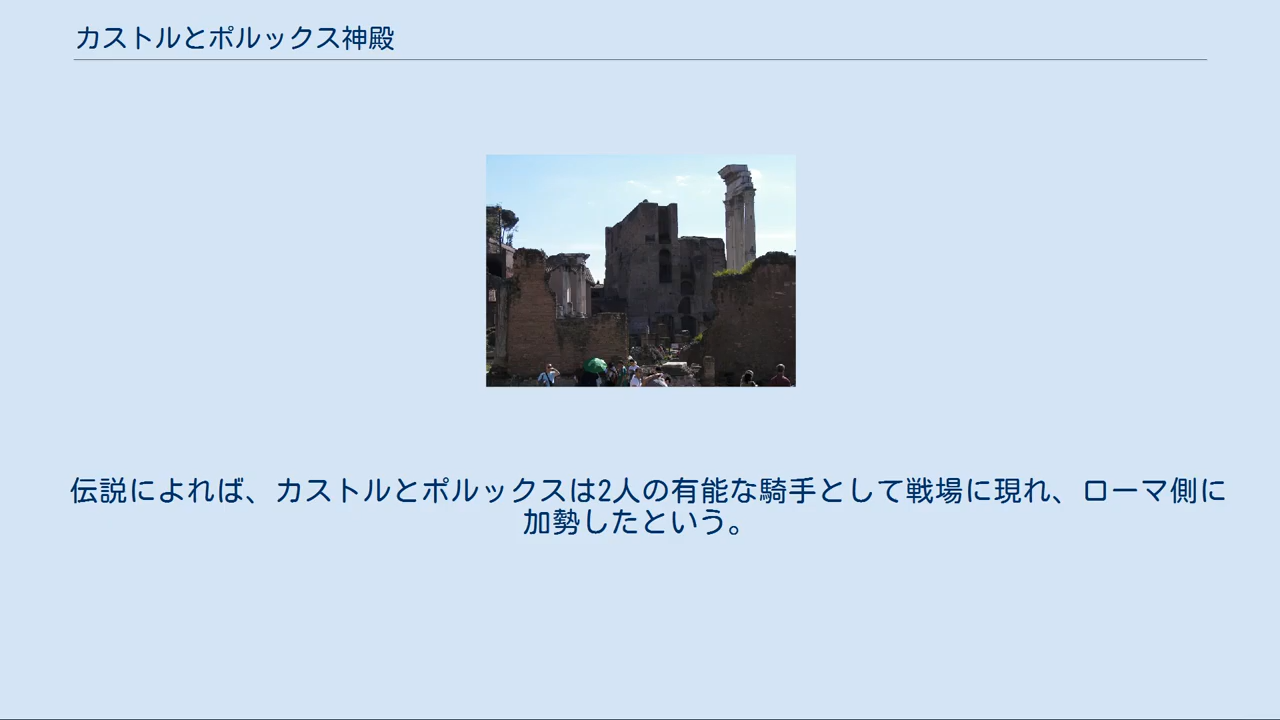 カストルとポルックス神殿
伝説によれば、カストルとポルックスは2人の有能な騎手として戦場に現れ、ローマ側に
加勢したという。